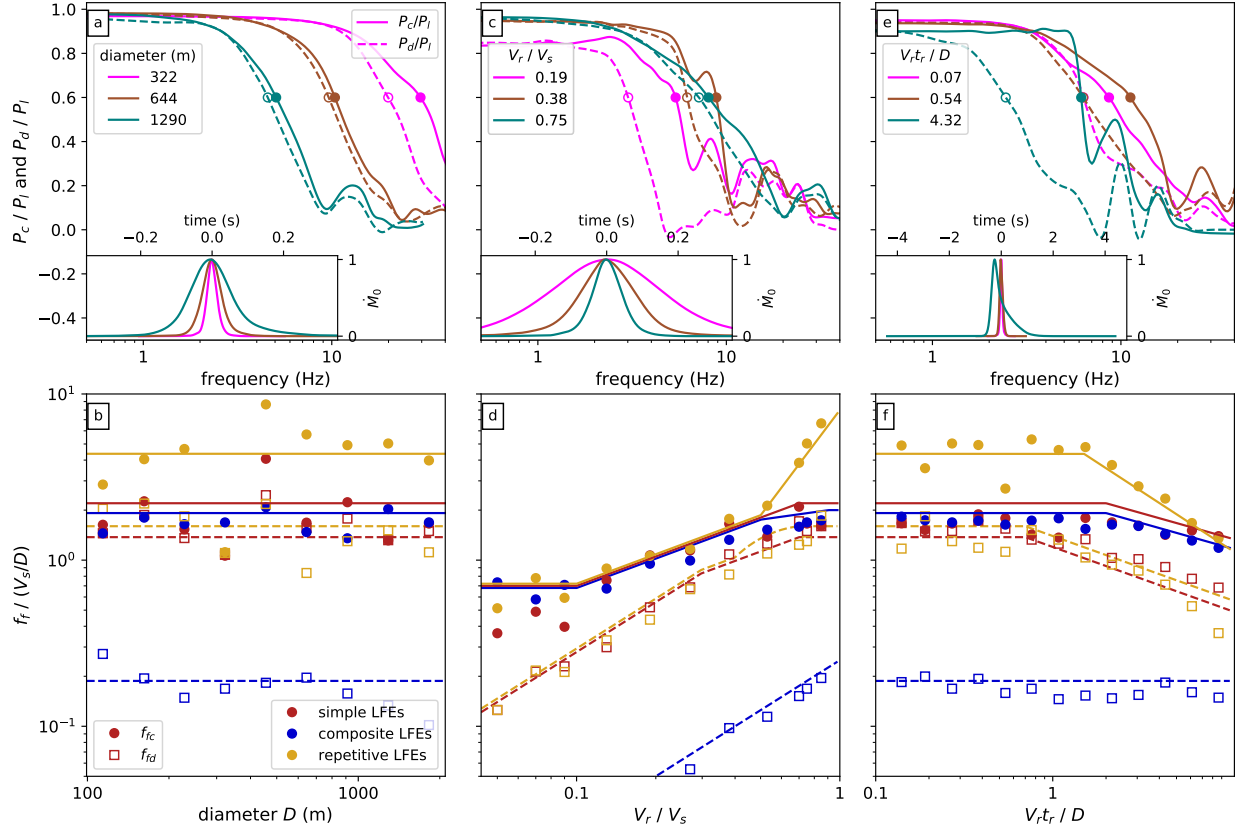 a
P_c/P_l
P_d/P_l
diameter (m)
322
644
1290
P_c / P_l and P_d / P_l
1.0
0.8
0.6
0.4
0.2
0.0
−0.2
−0.4
time (s)
−0.2
0.0
0.2
1
0
Ṁ_0
1
10
frequency (Hz)
c
V_r / V_s
0.19
0.38
0.75
time (s)
−0.2
0.0
0.2
1
0
Ṁ_0
1
10
frequency (Hz)
e
V_rt_r / D
0.07
0.54
4.32
time (s)
−4
−2
0
2
4
1
0
Ṁ_0
1
10
frequency (Hz)
b
f_f / (V_s/D)
10^1
10^0
10^−1
f_fc
f_fd
simple LFEs
composite LFEs
repetitive LFEs
100
1000
diameter D (m)
d
0.1
1
V_r / V_s
f
0.1
1
V_rt_r / D